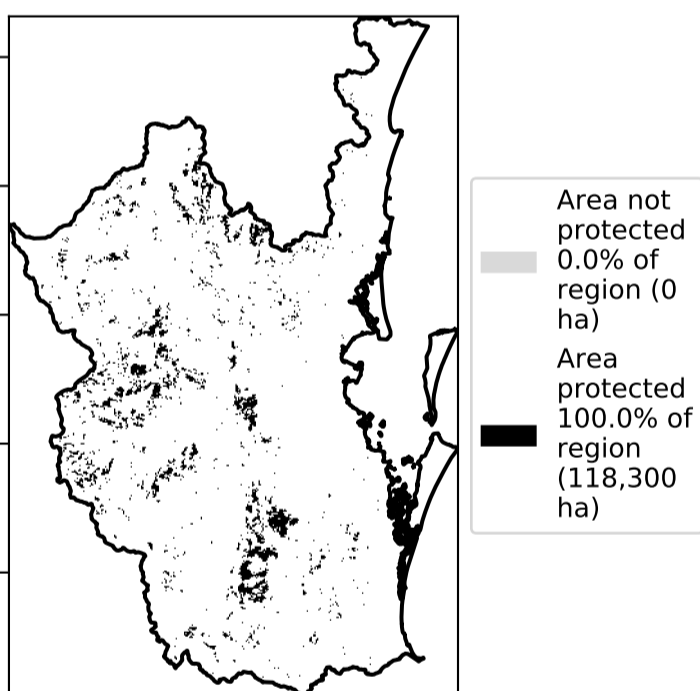 Area not
protected
0.0% of
region (0
ha)
Area
protected
100.0% of
region
(118,300
ha)